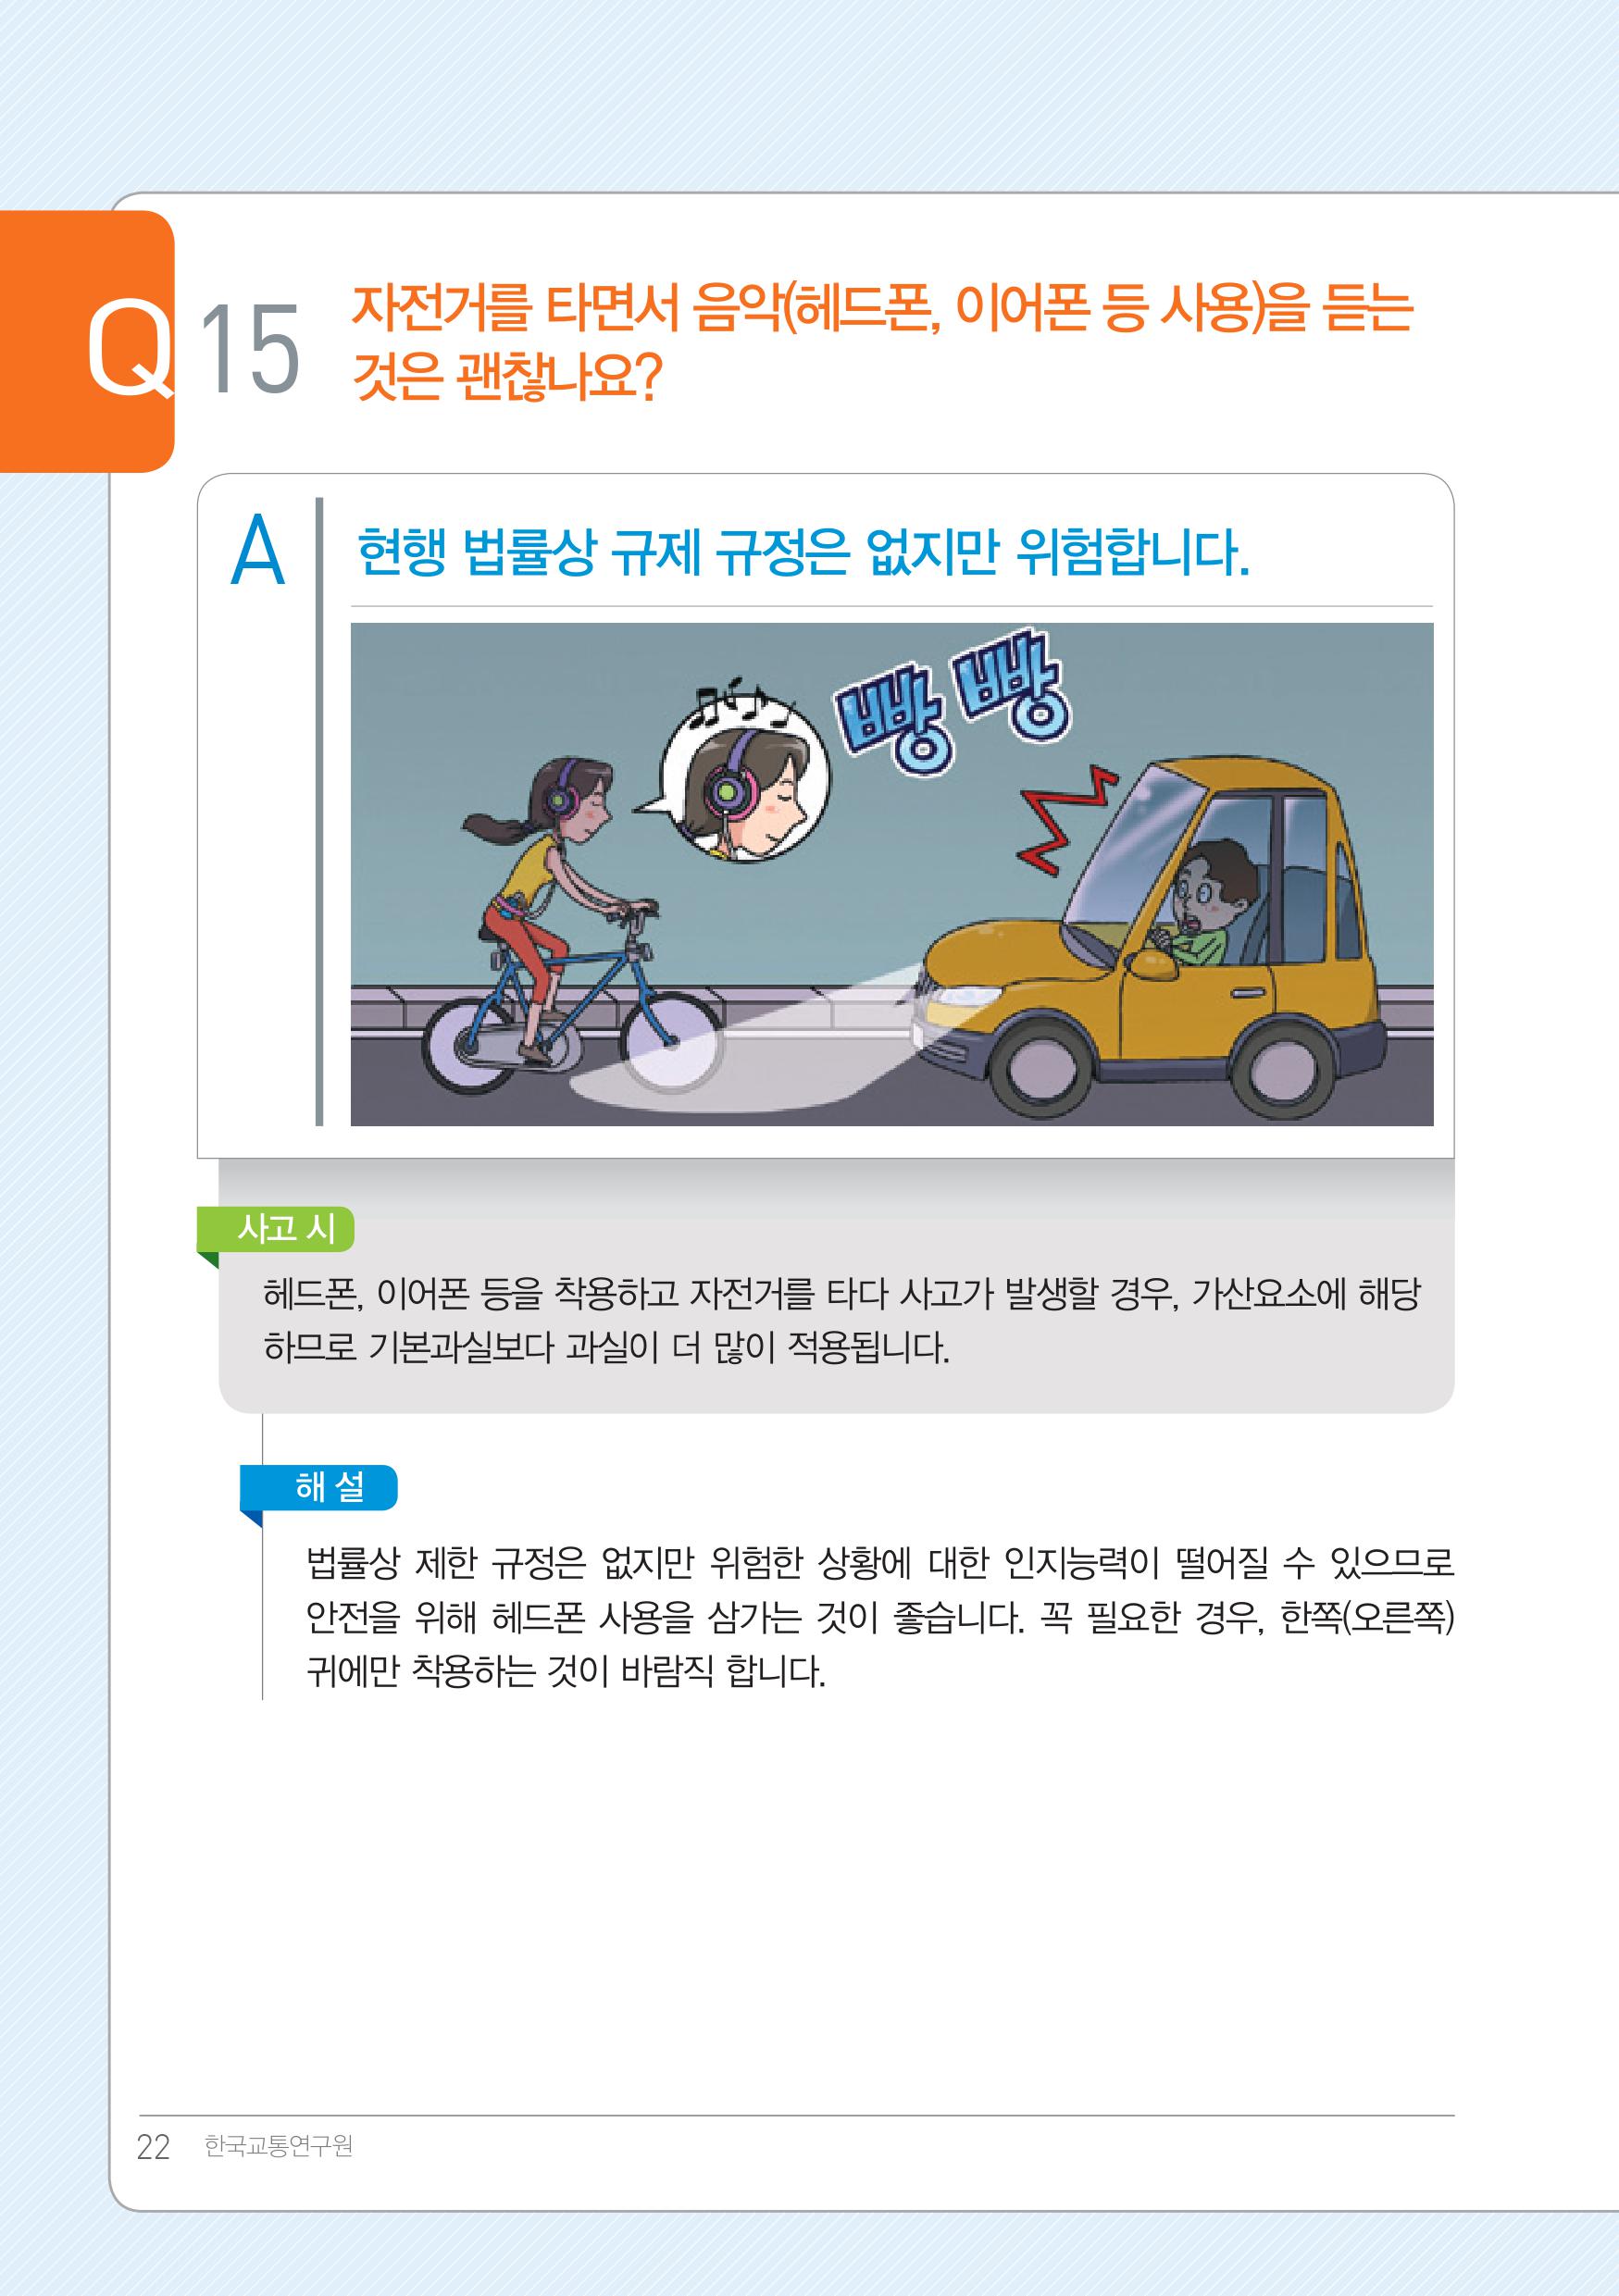 Q 15
자전거를 타면서 음악(헤드폰, 이어폰 등 사용)을 듣는
것은 괜찮나요?
A
현행 법률상 규제 규정은 없지만 위험합니다.
빵 빵
사고 시
헤드폰, 이어폰 등을 착용하고 자전거를 타다 사고가 발생할 경우, 가산요소에 해당
하므로 기본과실보다 과실이 더 많이 적용됩니다.
해 설
법률상 제한 규정은 없지만 위험한 상황에 대한 인지능력이 떨어질 수 있으므로
안전을 위해 헤드폰 사용을 삼가는 것이 좋습니다. 꼭 필요한 경우, 한쪽(오른쪽)
귀에만 착용하는 것이 바람직 합니다.
22 한국교통연구원